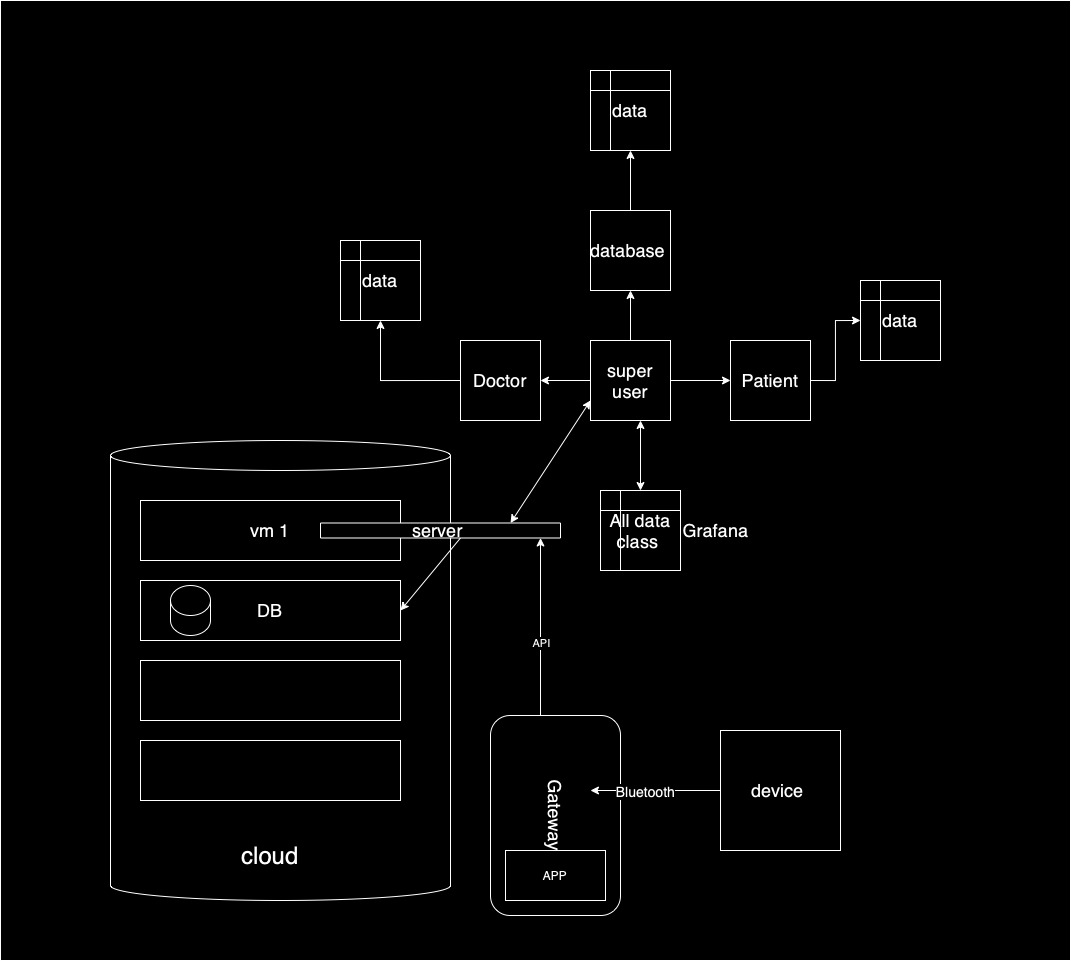 data
database
data
data
Doctor
super
user
Patient
vm 1
server
All data
class
Grafana
DB
API
Gateway
Bluetooth
device
cloud
APP